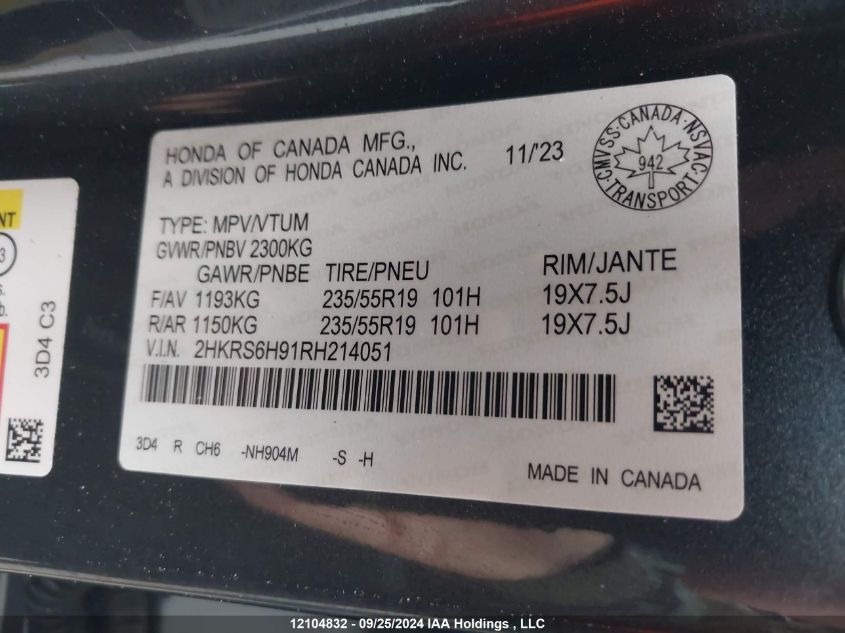 HONDA OF CANADA MFG.,
A DIVISION OF HONDA CANADA INC. 11/'23
CMVSS · CANADA · NSVAC · TRANSPORT ·
942
TYPE: MPV/VTUM
GVWR/PNBV 2300KG
GAWR/PNBE TIRE/PNEU RIM/JANTE
F/AV 1193KG 235/55R19 101H 19X7.5J
R/AR 1150KG 235/55R19 101H 19X7.5J
V.I.N. 2HKRS6H91RH214051
3D4 R CH6 -NH904M -S -H
MADE IN CANADA
3D4 C3
12104832 - 09/25/2024 IAA Holdings , LLC